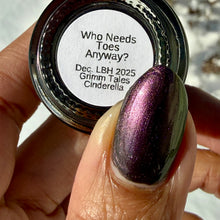 Who Needs
Toes
Anyway?
Dec. LBH 2025
Grimm Tales
Cinderella